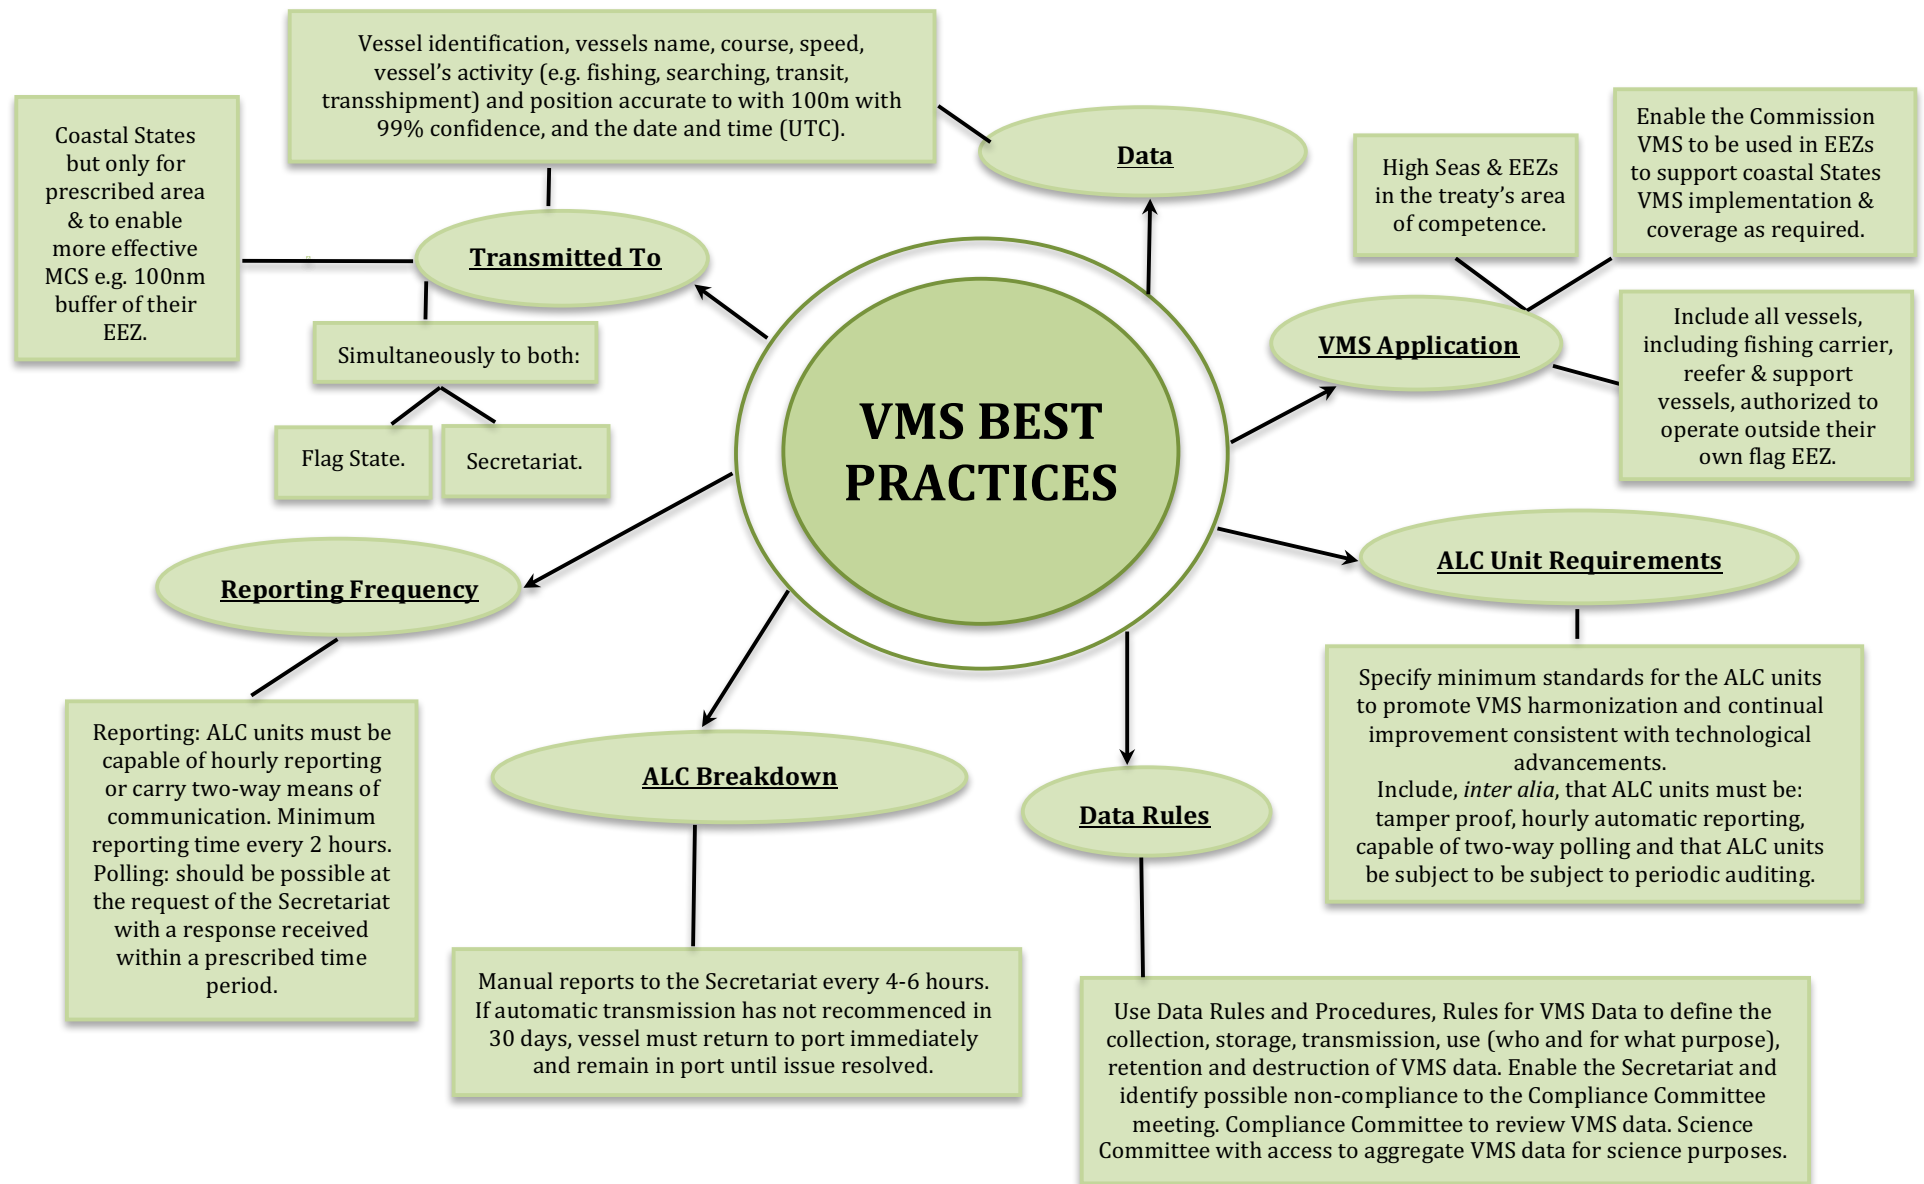 Vessel identification, vessels name, course, speed,
vessel’s activity (e.g. fishing, searching, transit,
transshipment) and position accurate to with 100m with
99% confidence, and the date and time (UTC).
Data
Coastal States
but only for
prescribed area
& to enable
more effective
MCS e.g. 100nm
buffer of their
EEZ.
Transmitted To
Simultaneously to both:
Flag State.
Secretariat.
High Seas & EEZs
in the treaty’s area
of competence.
Enable the Commission
VMS to be used in EEZs
to support coastal States
VMS implementation &
coverage as required.
VMS Application
Include all vessels,
including fishing carrier,
reefer & support
vessels, authorized to
operate outside their
own flag EEZ.
VMS BEST
PRACTICES
Reporting Frequency
Reporting: ALC units must be
capable of hourly reporting
or carry two-way means of
communication. Minimum
reporting time every 2 hours.
Polling: should be possible at
the request of the Secretariat
with a response received
within a prescribed time
period.
ALC Breakdown
Manual reports to the Secretariat every 4-6 hours.
If automatic transmission has not recommenced in
30 days, vessel must return to port immediately
and remain in port until issue resolved.
Data Rules
Use Data Rules and Procedures, Rules for VMS Data to define the
collection, storage, transmission, use (who and for what purpose),
retention and destruction of VMS data. Enable the Secretariat and
identify possible non-compliance to the Compliance Committee
meeting. Compliance Committee to review VMS data. Science
Committee with access to aggregate VMS data for science purposes.
ALC Unit Requirements
Specify minimum standards for the ALC units
to promote VMS harmonization and continual
improvement consistent with technological
advancements.
Include, inter alia, that ALC units must be:
tamper proof, hourly automatic reporting,
capable of two-way polling and that ALC units
be subject to be subject to periodic auditing.